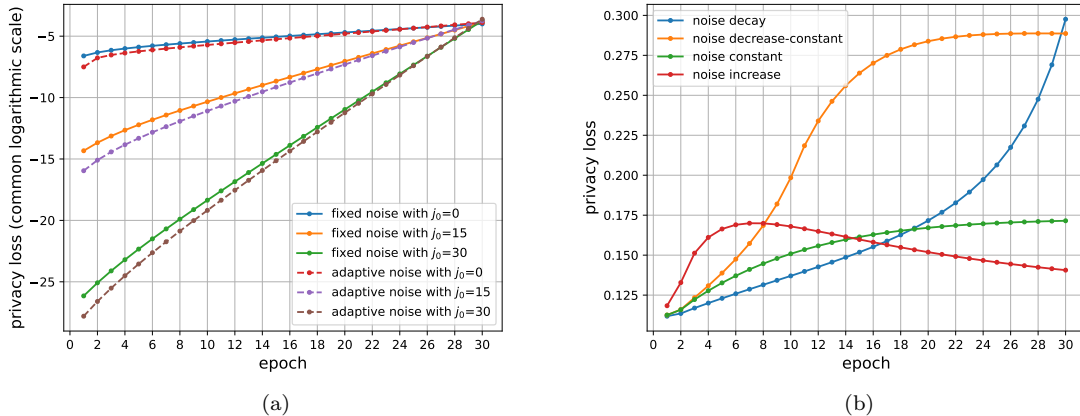 privacy loss (common logarithmic scale)
−5
−10
−15
−20
−25
fixed noise with j₀=0
fixed noise with j₀=15
fixed noise with j₀=30
adaptive noise with j₀=0
adaptive noise with j₀=15
adaptive noise with j₀=30
0 2 4 6 8 10 12 14 16 18 20 22 24 26 28 30
epoch
(a)
privacy loss
0.300
0.275
0.250
0.225
0.200
0.175
0.150
0.125
noise decay
noise decrease-constant
noise constant
noise increase
0 2 4 6 8 10 12 14 16 18 20 22 24 26 28 30
epoch
(b)